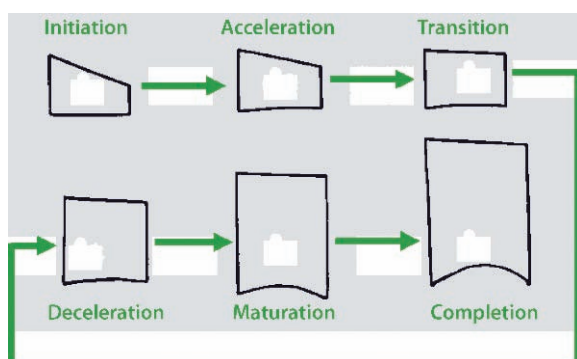 Initiation
Acceleration
Transition
Deceleration
Maturation
Completion